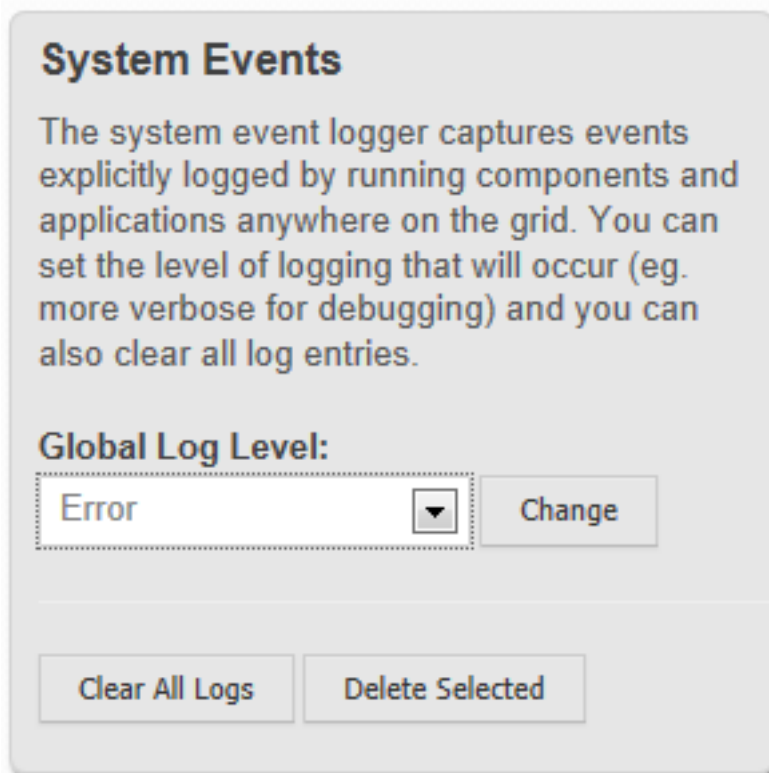 System Events
The system event logger captures events
explicitly logged by running components and
applications anywhere on the grid. You can
set the level of logging that will occur (eg.
more verbose for debugging) and you can
also clear all log entries.
Global Log Level:
Error Change
Clear All Logs Delete Selected